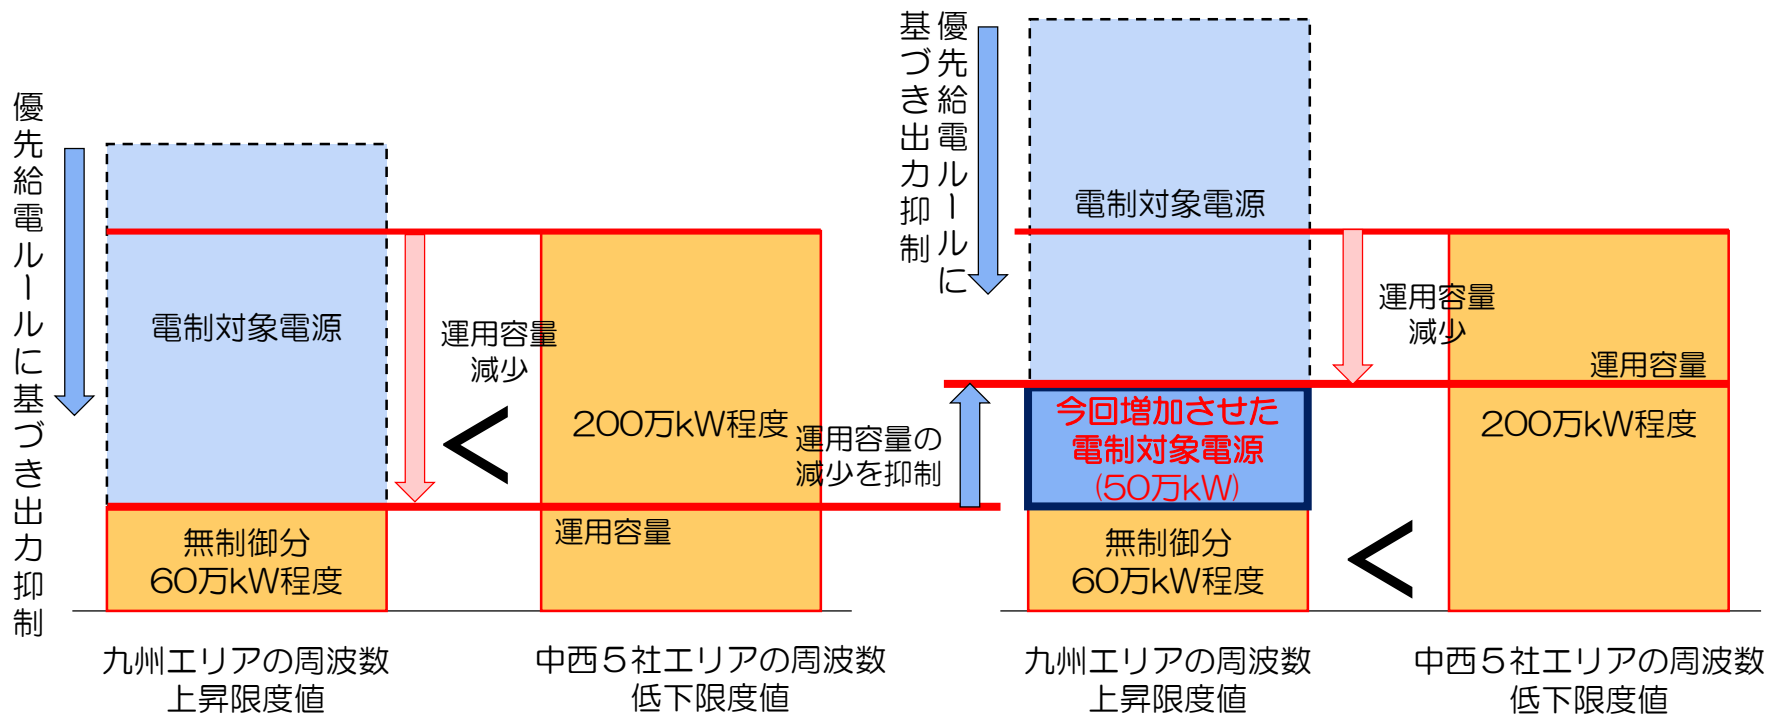 優先給電ルールに基づき出力抑制
電制対象電源
運用容量
減少
200万kW程度
運用容量
無制御分
60万kW程度
九州エリアの周波数
上昇限度値
中西５社エリアの周波数
低下限度値
運用容量の
減少を抑制
優先給電ルールに
基づき出力抑制
電制対象電源
運用容量
減少
運用容量
200万kW程度
今回増加させた
電制対象電源
(50万kW)
無制御分
60万kW程度
九州エリアの周波数
上昇限度値
中西５社エリアの周波数
低下限度値